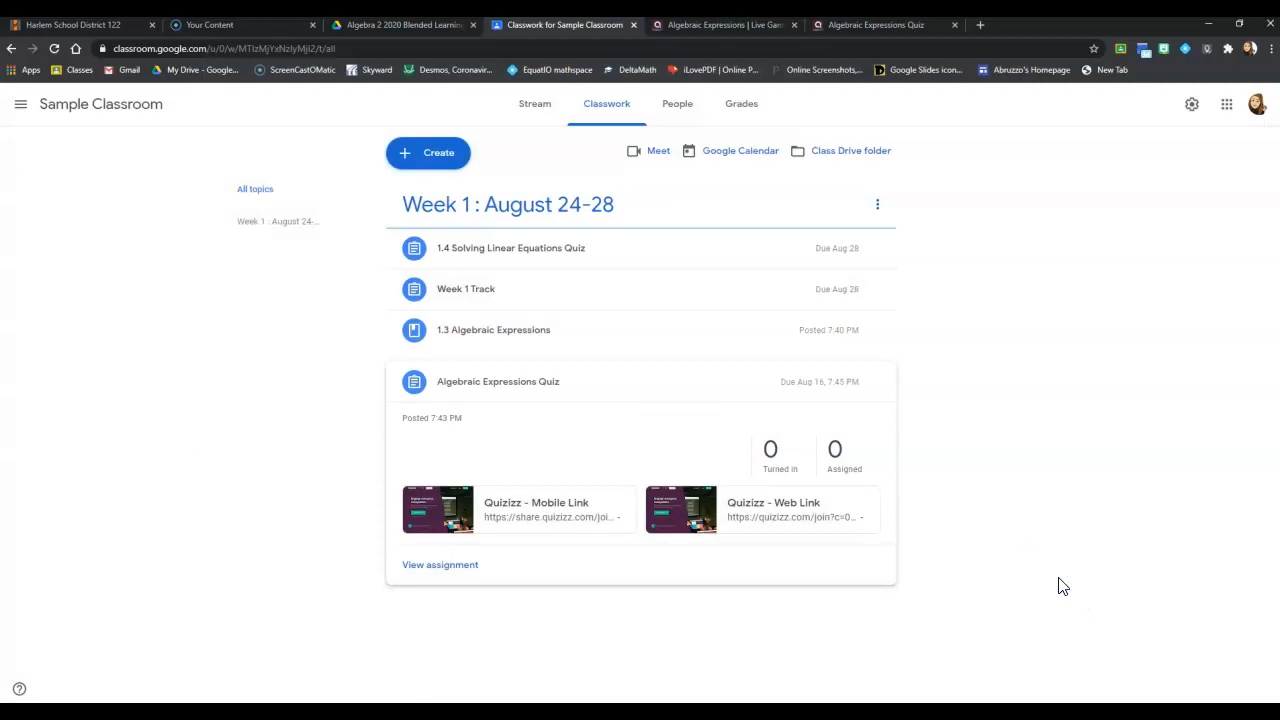 Harlem School District 122
Your Content
Algebra 2 2020 Blended Learning
Classwork for Sample Classroom
Algebraic Expressions | Live Gam
Algebraic Expressions Quiz
classroom.google.com/u/0/w/MTIzMjYxNzIyMjI2/t/all
Apps
Classes
Gmail
My Drive - Google...
ScreenCastOMatic
Skyward
Desmos, Coronavir...
EquatIO mathspace
DeltaMath
iLovePDF | Online P...
Online Screenshots,...
Google Slides icon...
Abruzzo's Homepage
New Tab
Sample Classroom
Stream
Classwork
People
Grades
Create
Meet
Google Calendar
Class Drive folder
All topics
Week 1 : August 24-...
Week 1 : August 24-28
1.4 Solving Linear Equations Quiz
Due Aug 28
Week 1 Track
Due Aug 28
1.3 Algebraic Expressions
Posted 7:40 PM
Algebraic Expressions Quiz
Due Aug 16, 7:45 PM
Posted 7:43 PM
0
Turned in
0
Assigned
Quizizz - Mobile Link
https://share.quizizz.com/joi... -
Quizizz - Web Link
https://quizizz.com/join?c=0... -
View assignment